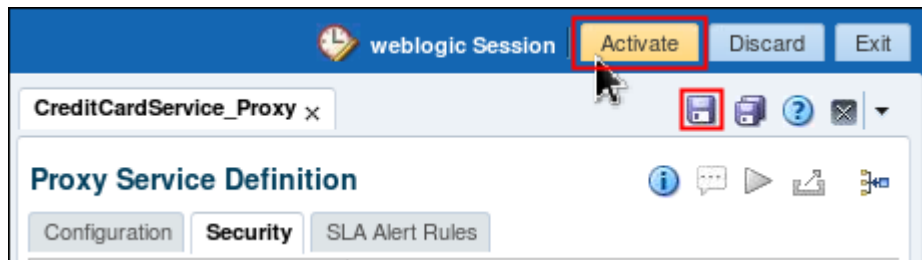 weblogic Session Activate Discard Exit
CreditCardService_Proxy
Proxy Service Definition
Configuration Security SLA Alert Rules